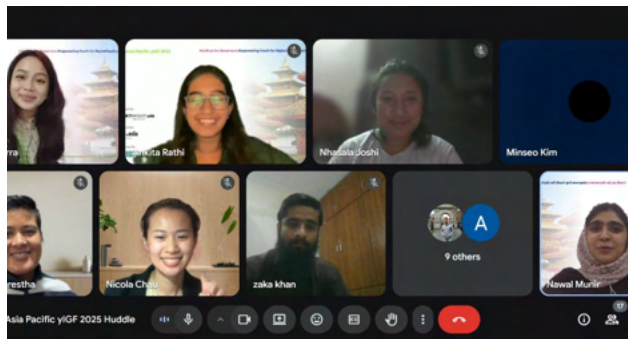 rra
Ankita Rathi
Nhasala Joshi
Minseo Kim
restha
Nicola Chau
zaka khan
A
9 others
Nawal Munir
Asia Pacific yIGF 2025 Huddle
17